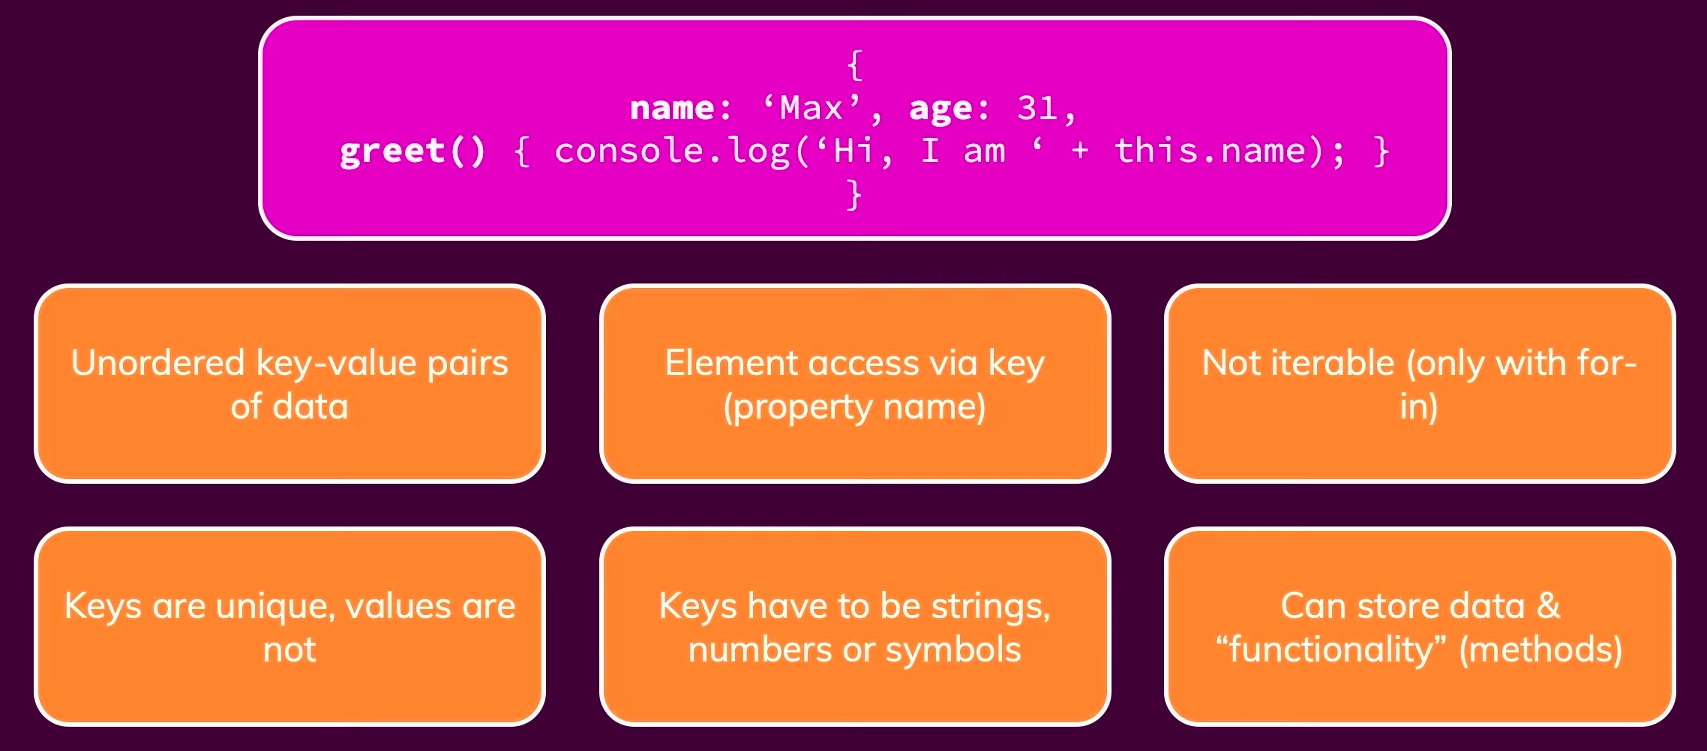 {
name: ‘Max’, age: 31,
greet() { console.log(‘Hi, I am ‘ + this.name); }
}
Unordered key-value pairs
of data
Element access via key
(property name)
Not iterable (only with for-
in)
Keys are unique, values are
not
Keys have to be strings,
numbers or symbols
Can store data &
“functionality” (methods)